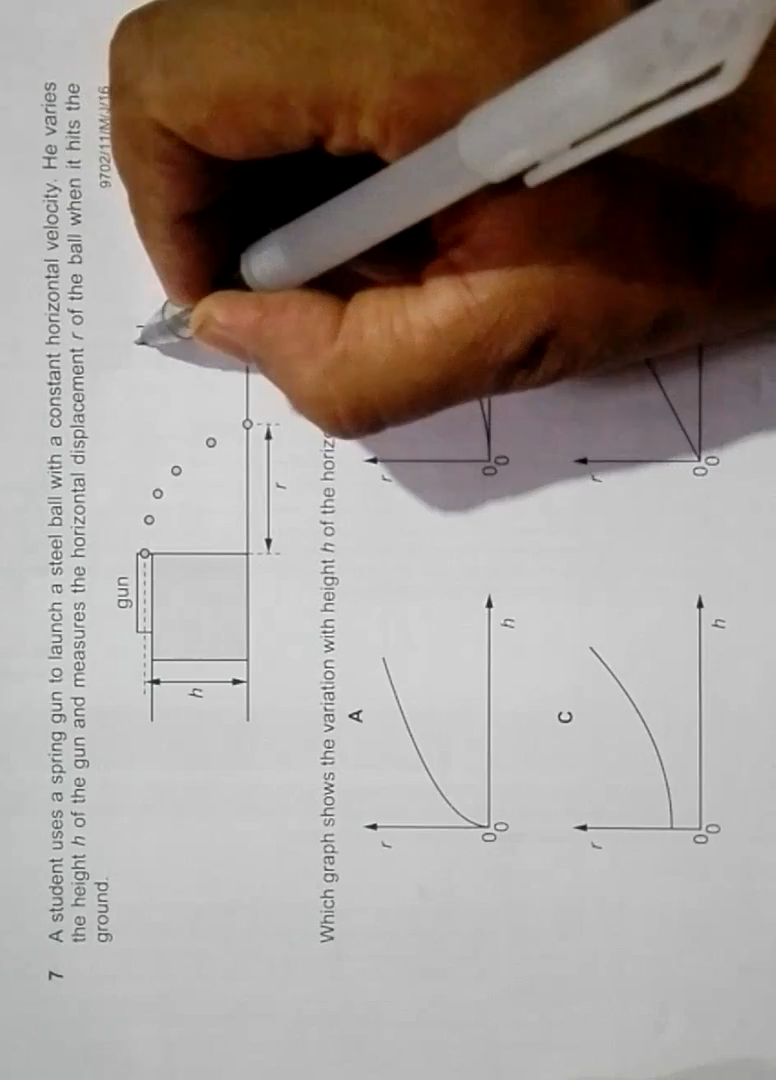 7 A student uses a spring gun to launch a steel ball with a constant horizontal velocity. He varies
the height h of the gun and measures the horizontal displacement r of the ball when it hits the
ground.
9702/11/M/J/16
gun
h
r
Which graph shows the variation with height h of the
A
r
0
0
h
r
0
0
C
r
0
0
h
r
0
0